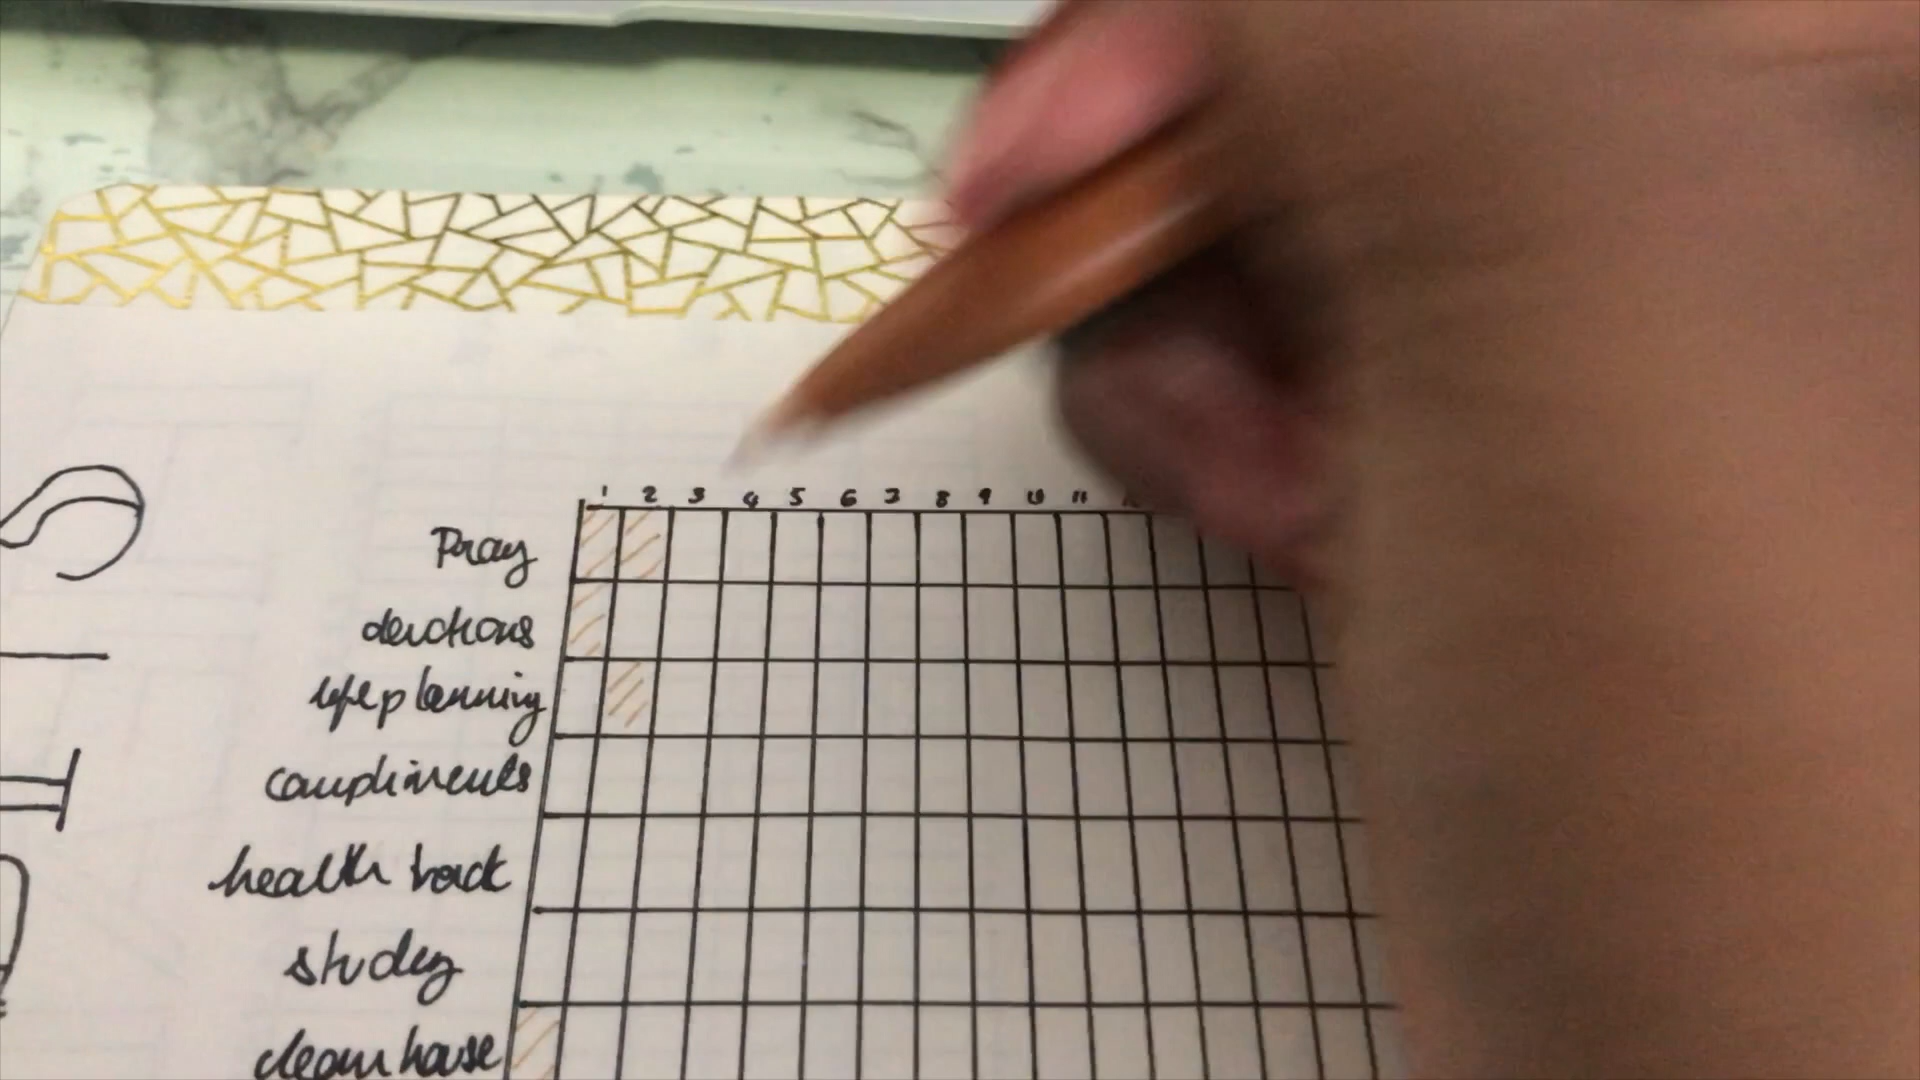 1 2 3 4 5 6 7 8 9 10 11
Pray
devotions
life planning
compliments
health track
study
clean house